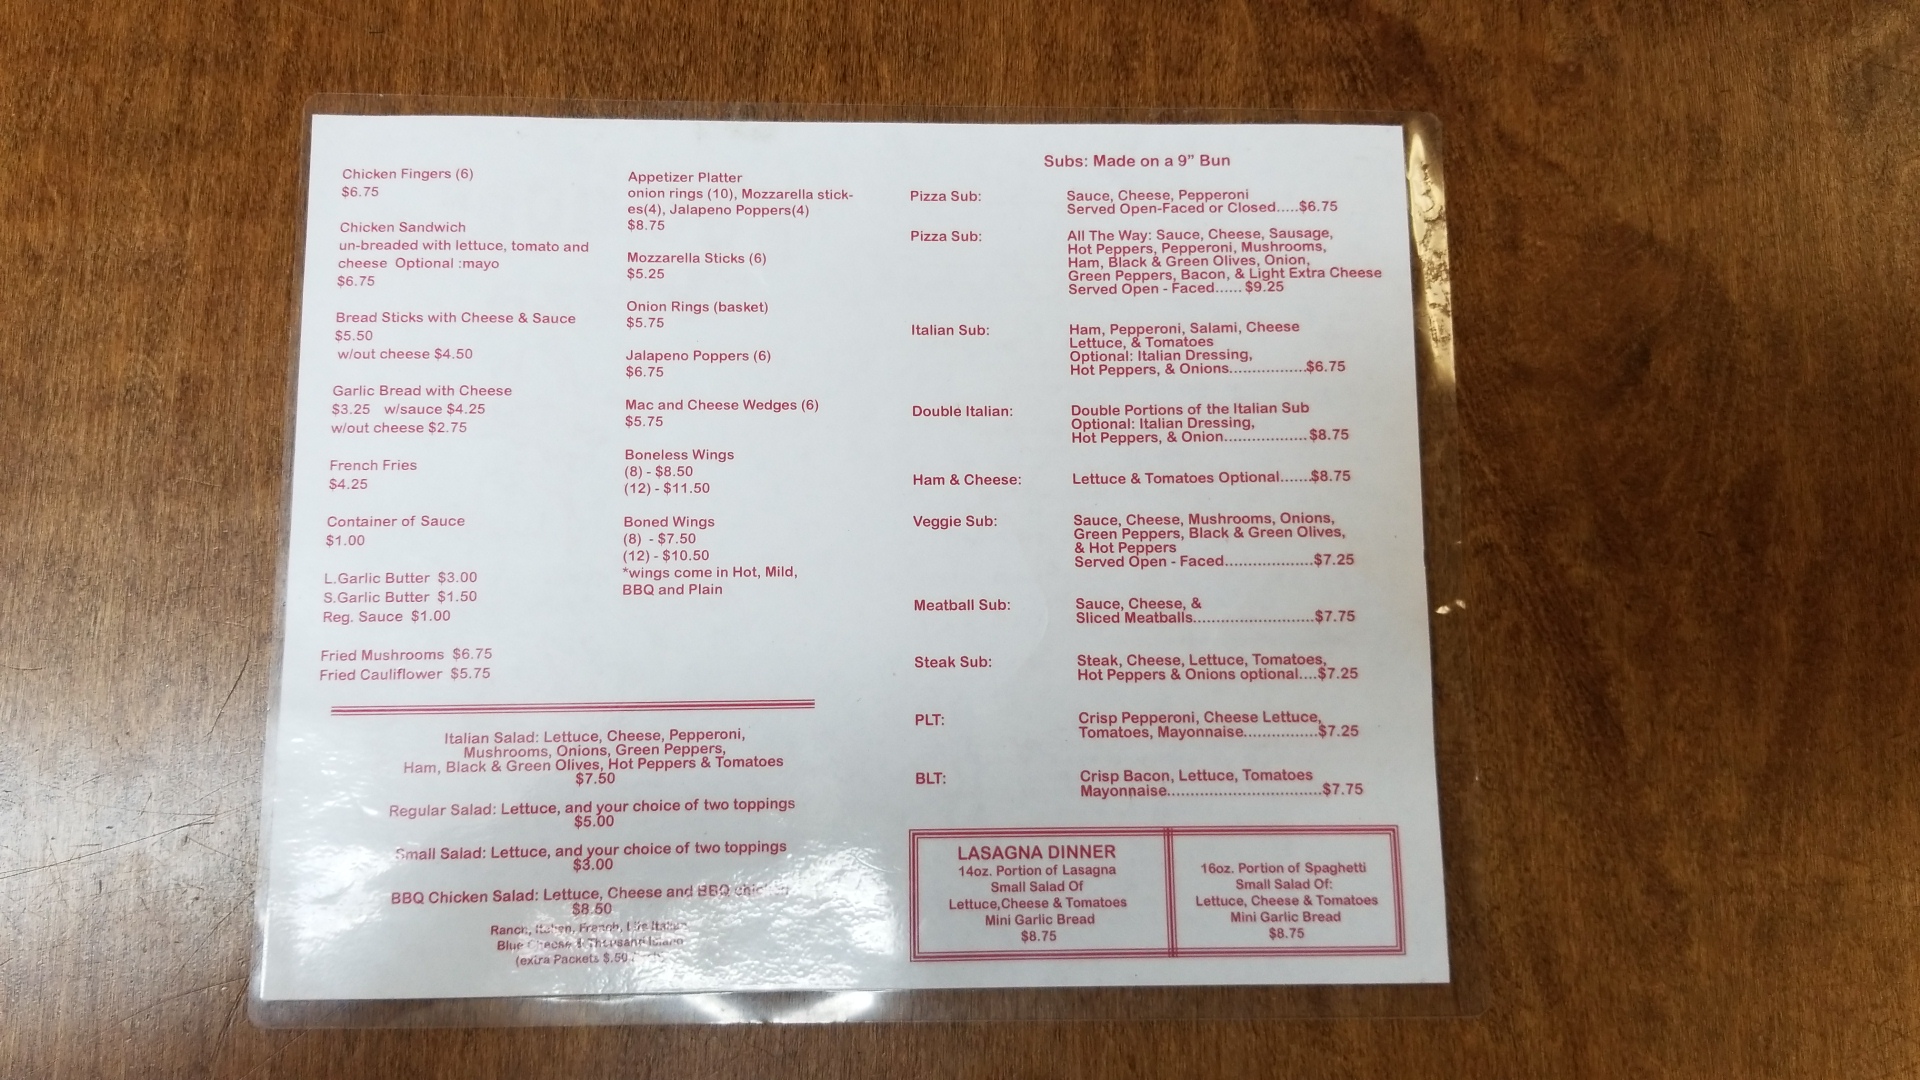 Chicken Fingers (6)
$6.75
Chicken Sandwich
un-breaded with lettuce, tomato and
cheese Optional :mayo
$6.75
Bread Sticks with Cheese & Sauce
$5.50
w/out cheese $4.50
Garlic Bread with Cheese
$3.25 w/sauce $4.25
w/out cheese $2.75
French Fries
$4.25
Container of Sauce
$1.00
L.Garlic Butter $3.00
S.Garlic Butter $1.50
Reg. Sauce $1.00
Fried Mushrooms $6.75
Fried Cauliflower $5.75
Appetizer Platter
onion rings (10), Mozzarella stick-
es(4), Jalapeno Poppers(4)
$8.75
Mozzarella Sticks (6)
$5.25
Onion Rings (basket)
$5.75
Jalapeno Poppers (6)
$6.75
Mac and Cheese Wedges (6)
$5.75
Boneless Wings
(8) - $8.50
(12) - $11.50
Boned Wings
(8) - $7.50
(12) - $10.50
*wings come in Hot, Mild,
BBQ and Plain
Italian Salad: Lettuce, Cheese, Pepperoni,
Mushrooms, Onions, Green Peppers,
Ham, Black & Green Olives, Hot Peppers & Tomatoes
$7.50
Regular Salad: Lettuce, and your choice of two toppings
$5.00
Small Salad: Lettuce, and your choice of two toppings
$3.00
BBQ Chicken Salad: Lettuce, Cheese and BBQ chicken
$8.50
Ranch, Italian, French,
Blue Cheese & Thousand Island
(extra Packets $.50
Subs: Made on a 9" Bun
Pizza Sub: Sauce, Cheese, Pepperoni
Served Open-Faced or Closed.....$6.75
Pizza Sub: All The Way: Sauce, Cheese, Sausage,
Hot Peppers, Pepperoni, Mushrooms,
Ham, Black & Green Olives, Onion,
Green Peppers, Bacon, & Light Extra Cheese
Served Open - Faced...... $9.25
Italian Sub: Ham, Pepperoni, Salami, Cheese
Lettuce, & Tomatoes
Optional: Italian Dressing,
Hot Peppers, & Onions.................$6.75
Double Italian: Double Portions of the Italian Sub
Optional: Italian Dressing,
Hot Peppers, & Onion..................$8.75
Ham & Cheese: Lettuce & Tomatoes Optional.......$8.75
Veggie Sub: Sauce, Cheese, Mushrooms, Onions,
Green Peppers, Black & Green Olives,
& Hot Peppers
Served Open - Faced....................$7.25
Meatball Sub: Sauce, Cheese, &
Sliced Meatballs...........................$7.75
Steak Sub: Steak, Cheese, Lettuce, Tomatoes,
Hot Peppers & Onions optional....$7.25
PLT: Crisp Pepperoni, Cheese Lettuce,
Tomatoes, Mayonnaise................$7.25
BLT: Crisp Bacon, Lettuce, Tomatoes
Mayonnaise..................................$7.75
LASAGNA DINNER
14oz. Portion of Lasagna
Small Salad Of
Lettuce,Cheese & Tomatoes
Mini Garlic Bread
$8.75
16oz. Portion of Spaghetti
Small Salad Of:
Lettuce, Cheese & Tomatoes
Mini Garlic Bread
$8.75